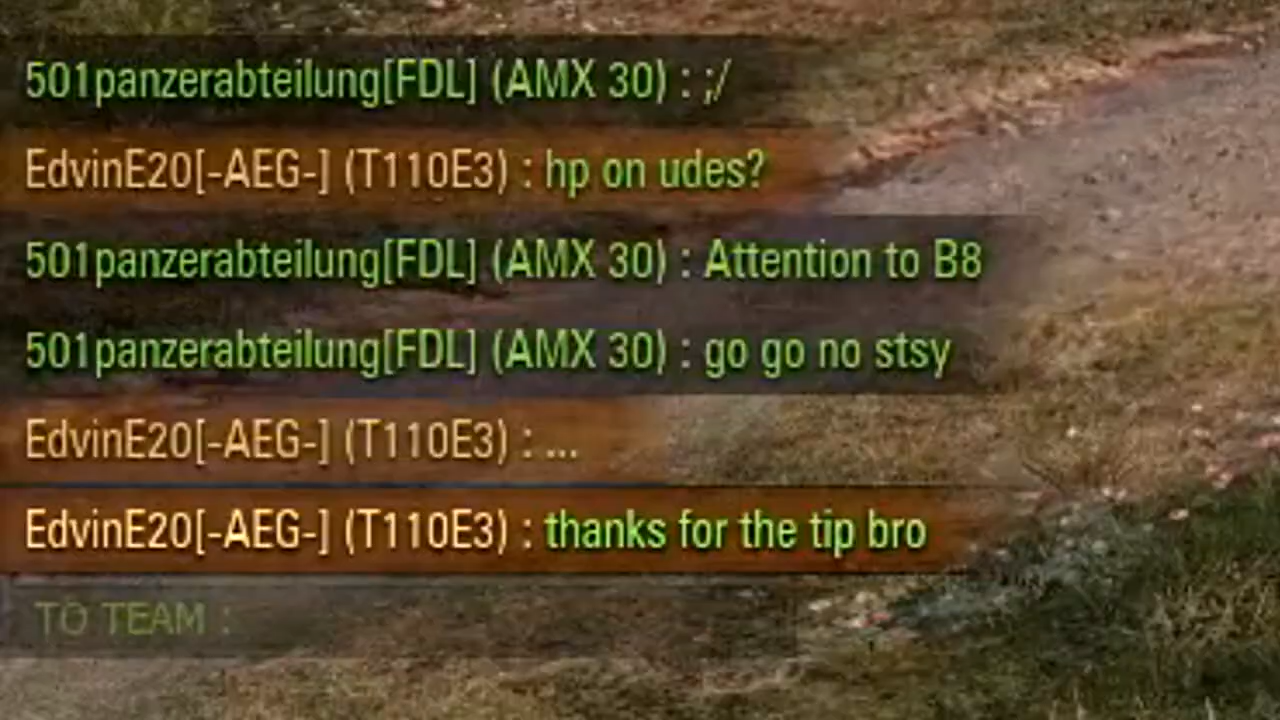 501panzerabteilung[FDL] (AMX 30) : ;/
EdvinE20[-AEG-] (T110E3) : hp on udes?
501panzerabteilung[FDL] (AMX 30) : Attention to B8
501panzerabteilung[FDL] (AMX 30) : go go no stsy
EdvinE20[-AEG-] (T110E3) : ...
EdvinE20[-AEG-] (T110E3) : thanks for the tip bro
TO TEAM :